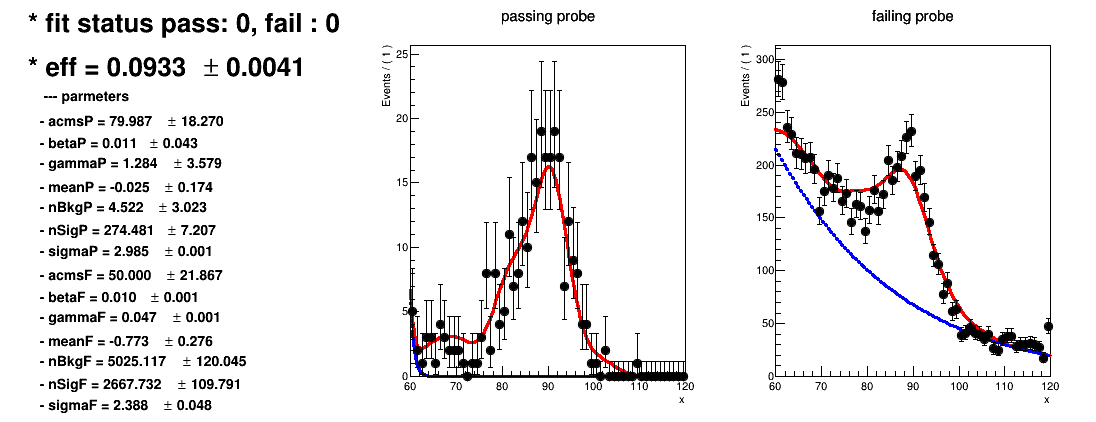 * fit status pass: 0, fail : 0
* eff = 0.0933 ± 0.0041
--- parmeters
- acmsP = 79.987 ± 18.270
- betaP = 0.011 ± 0.043
- gammaP = 1.284 ± 3.579
- meanP = -0.025 ± 0.174
- nBkgP = 4.522 ± 3.023
- nSigP = 274.481 ± 7.207
- sigmaP = 2.985 ± 0.001
- acmsF = 50.000 ± 21.867
- betaF = 0.010 ± 0.001
- gammaF = 0.047 ± 0.001
- meanF = -0.773 ± 0.276
- nBkgF = 5025.117 ± 120.045
- nSigF = 2667.732 ± 109.791
- sigmaF = 2.388 ± 0.048
passing probe
Events / ( 1 )
25
20
15
10
5
0
60 70 80 90 100 110 120
x
failing probe
Events / ( 1 )
300
250
200
150
100
50
0
60 70 80 90 100 110 120
x